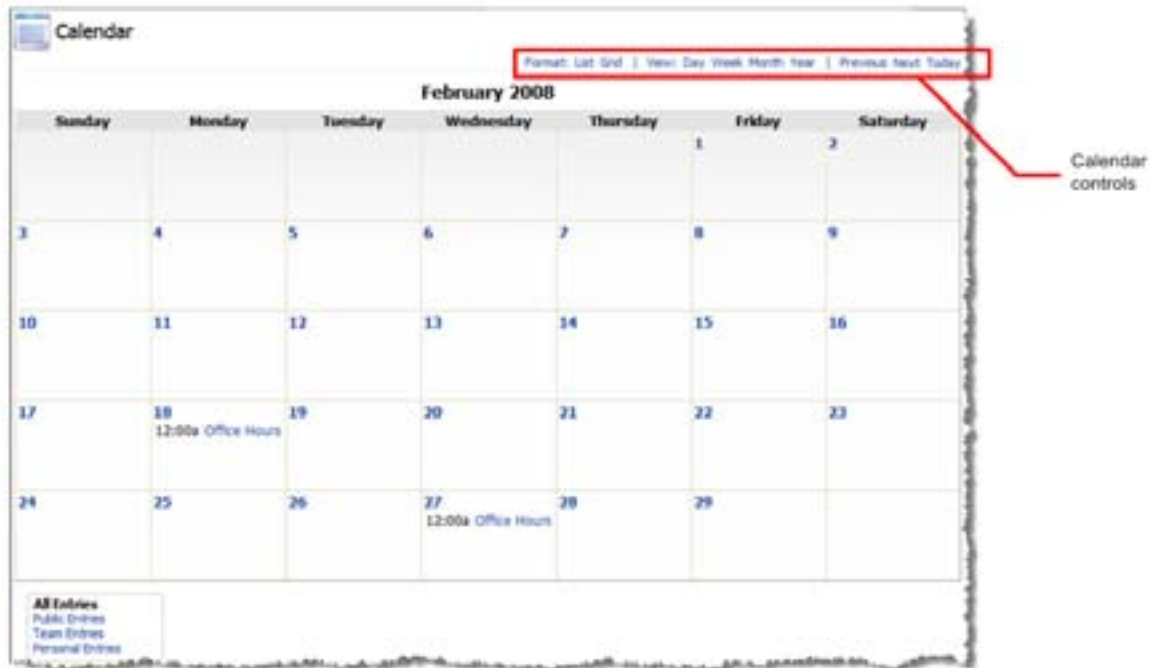 Calendar
Format: List Grid | View: Day Week Month Year | Previous Next Today
February 2008
Sunday Monday Tuesday Wednesday Thursday Friday Saturday
1 2
Calendar
controls
3 4 5 6 7 8 9
10 11 12 13 14 15 16
17 18 19 20 21 22 23
12:00a Office Hours
24 25 26 27 28 29
12:00a Office Hours
All Entries
Public Entries
Team Entries
Personal Entries